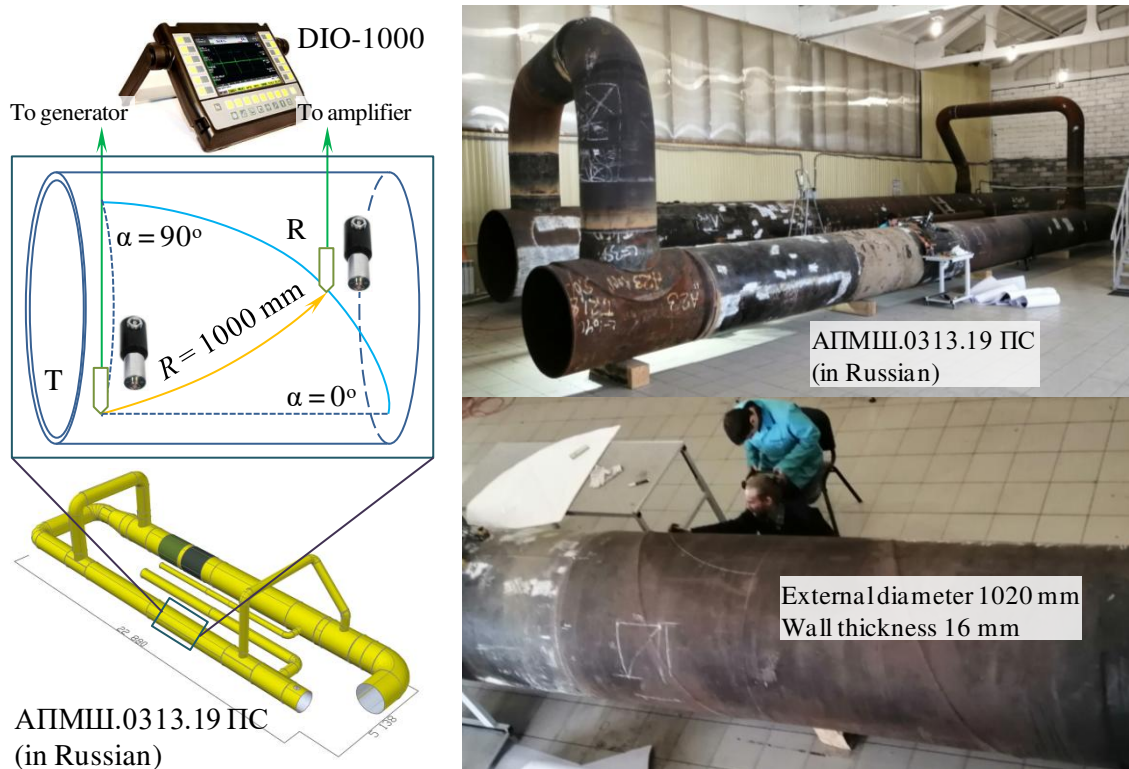 DIO-1000
To generator
To amplifier
α = 90°
R
T
R = 1000 mm
α = 0°
22 880
5 138
АПМШ.0313.19 ПС
(in Russian)
АПМШ.0313.19 ПС
(in Russian)
External diameter 1020 mm
Wall thickness 16 mm